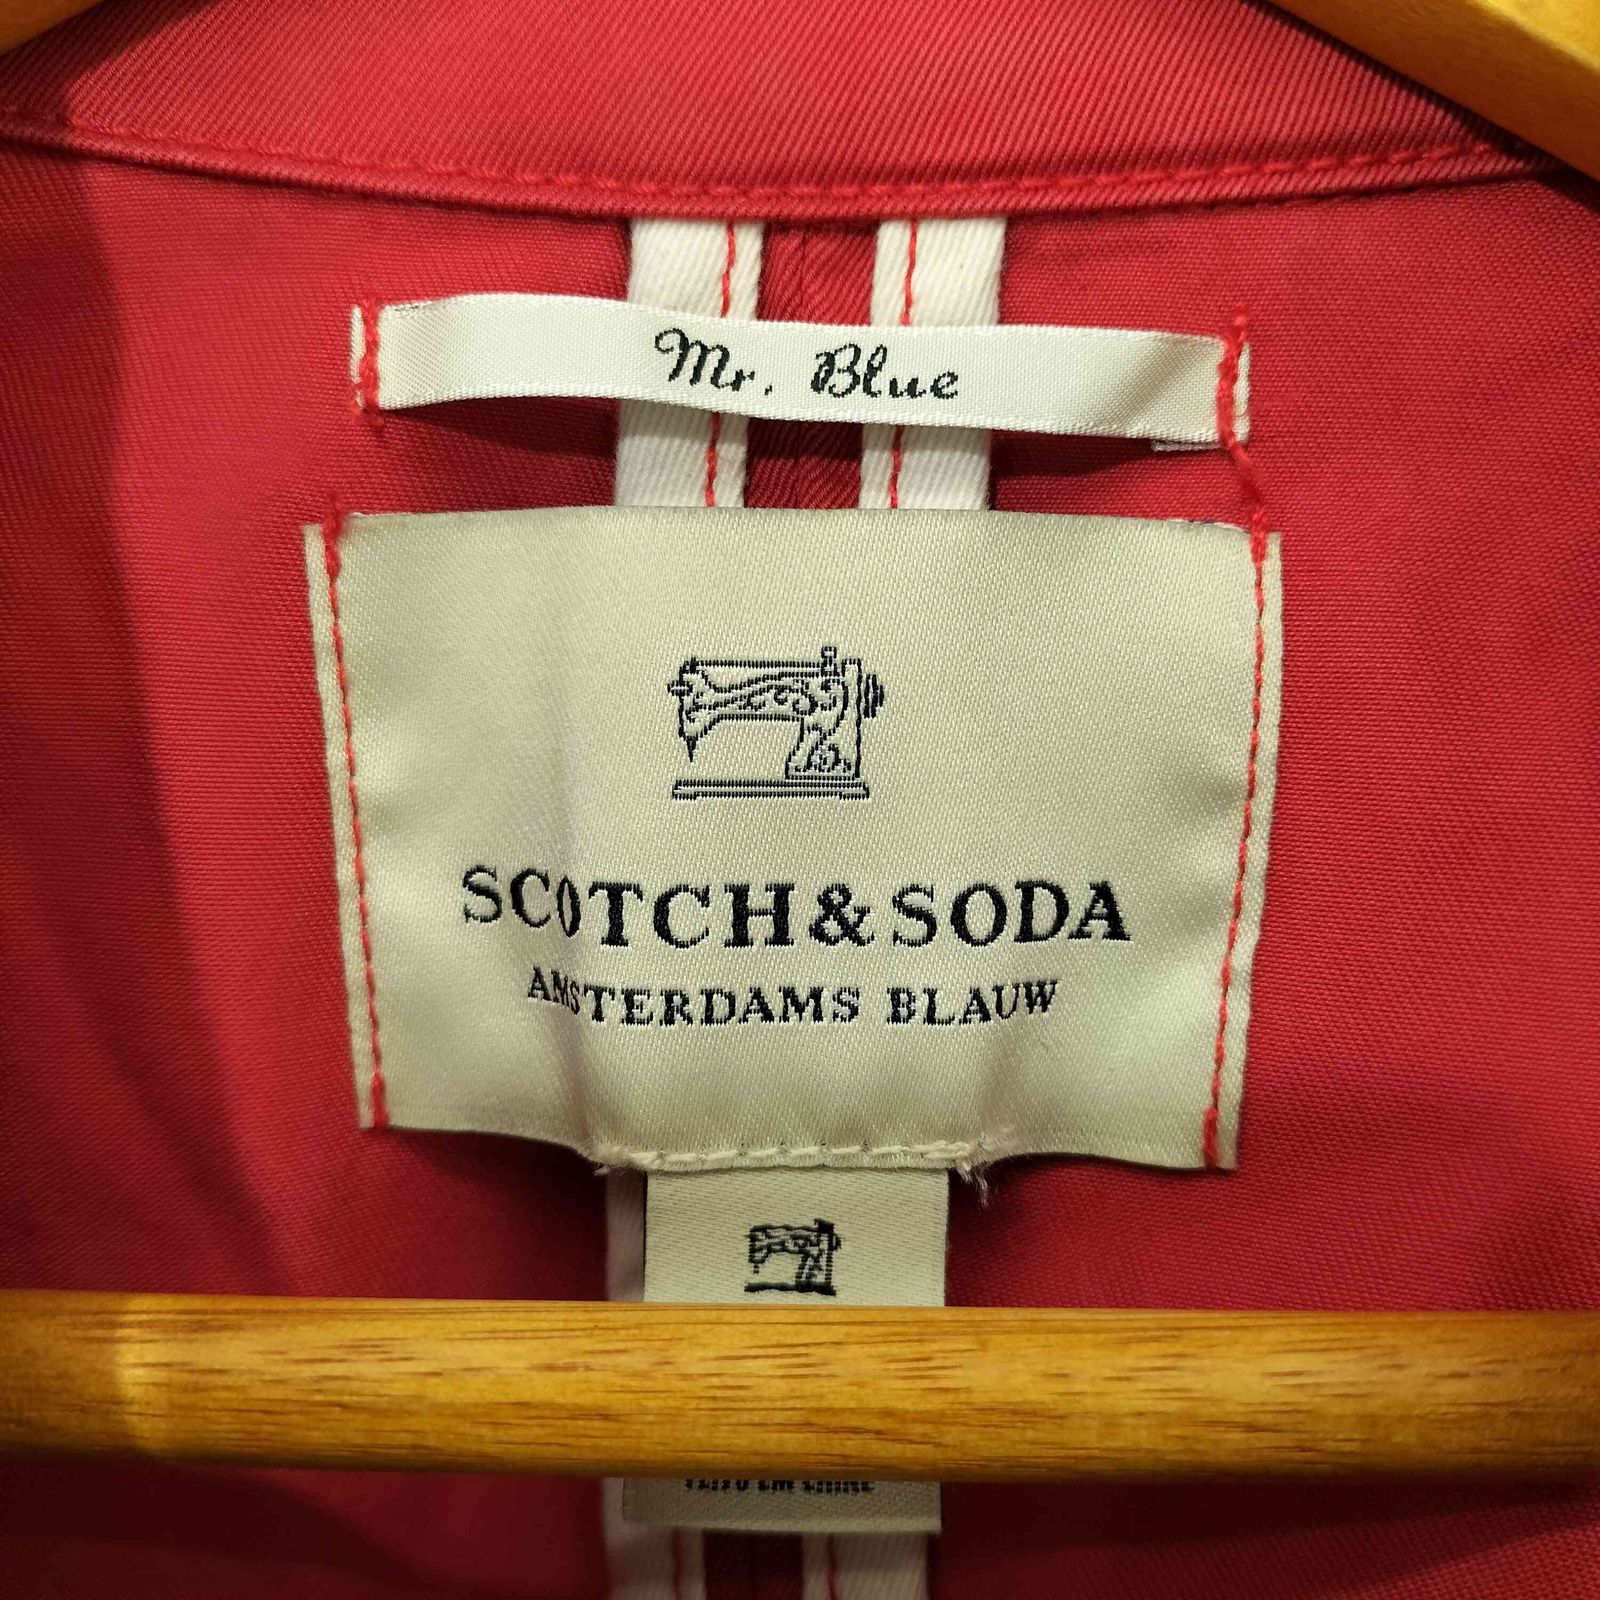 Mr. Blue
SCOTCH & SODA
AMSTERDAMS BLAUW